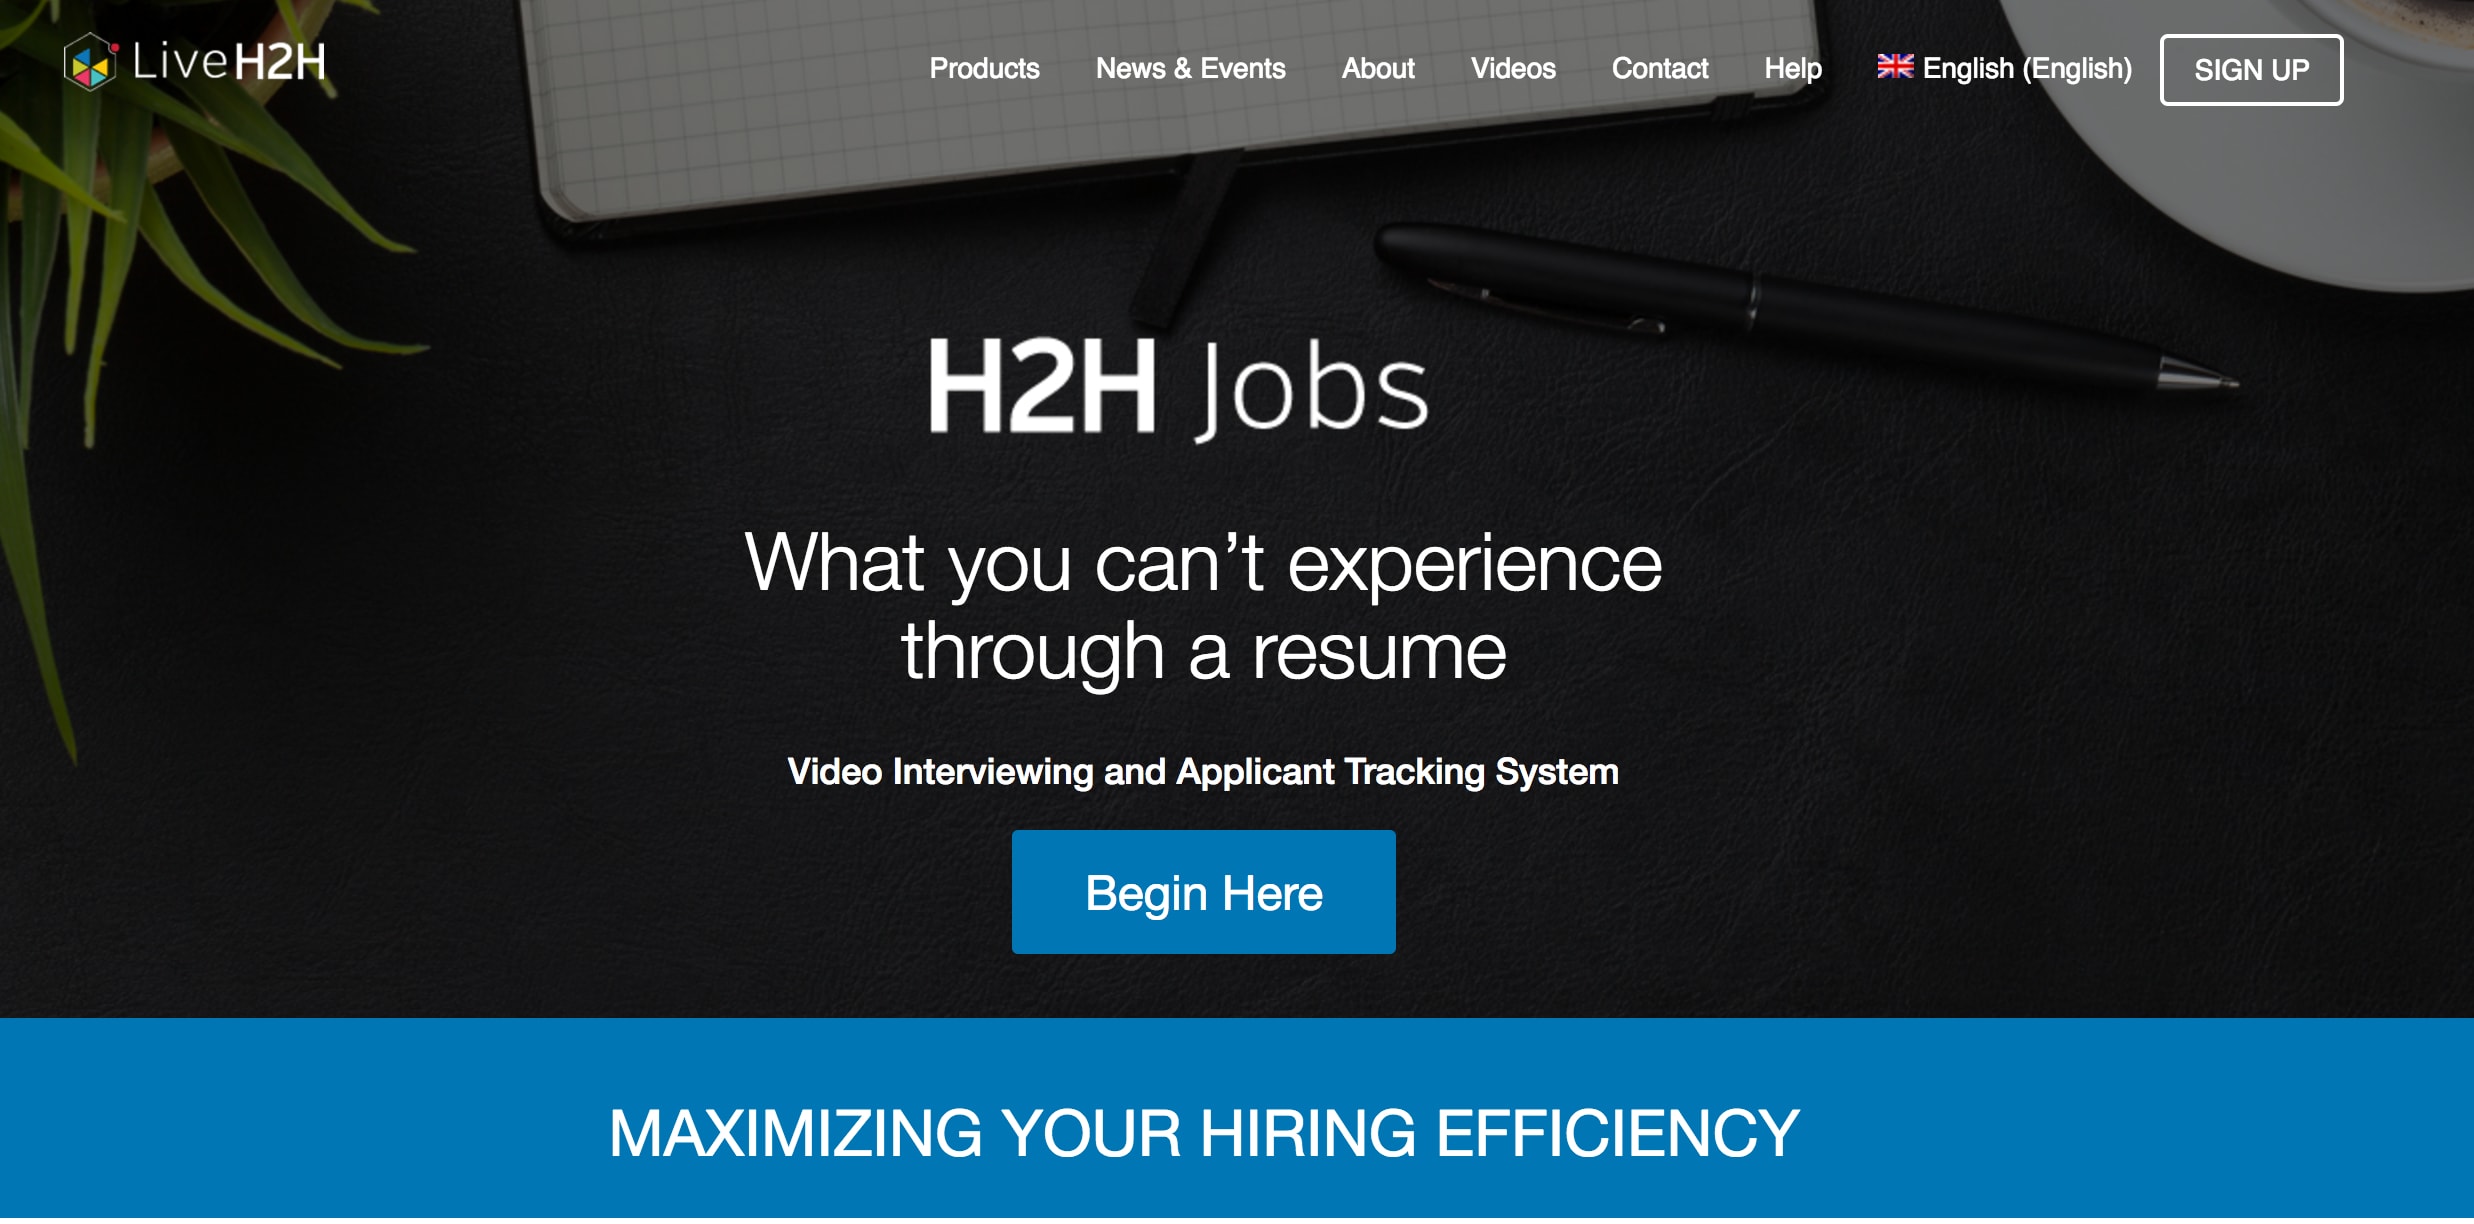 LiveH2H
Products
News & Events
About
Videos
Contact
Help
English (English)
SIGN UP
H2H Jobs
What you can’t experience
through a resume
Video Interviewing and Applicant Tracking System
Begin Here
MAXIMIZING YOUR HIRING EFFICIENCY